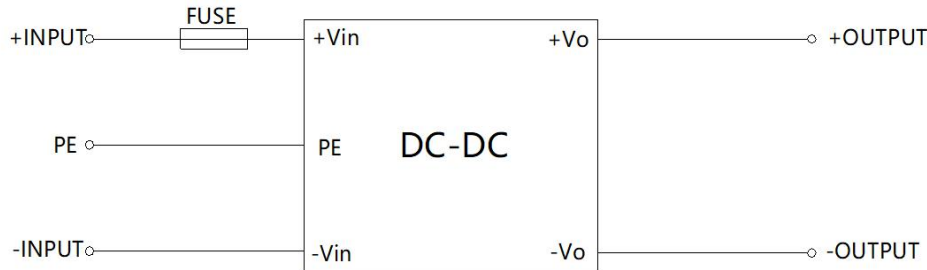 FUSE
+INPUT +Vin +Vo +OUTPUT
PE PE DC-DC
-INPUT -Vin -Vo -OUTPUT